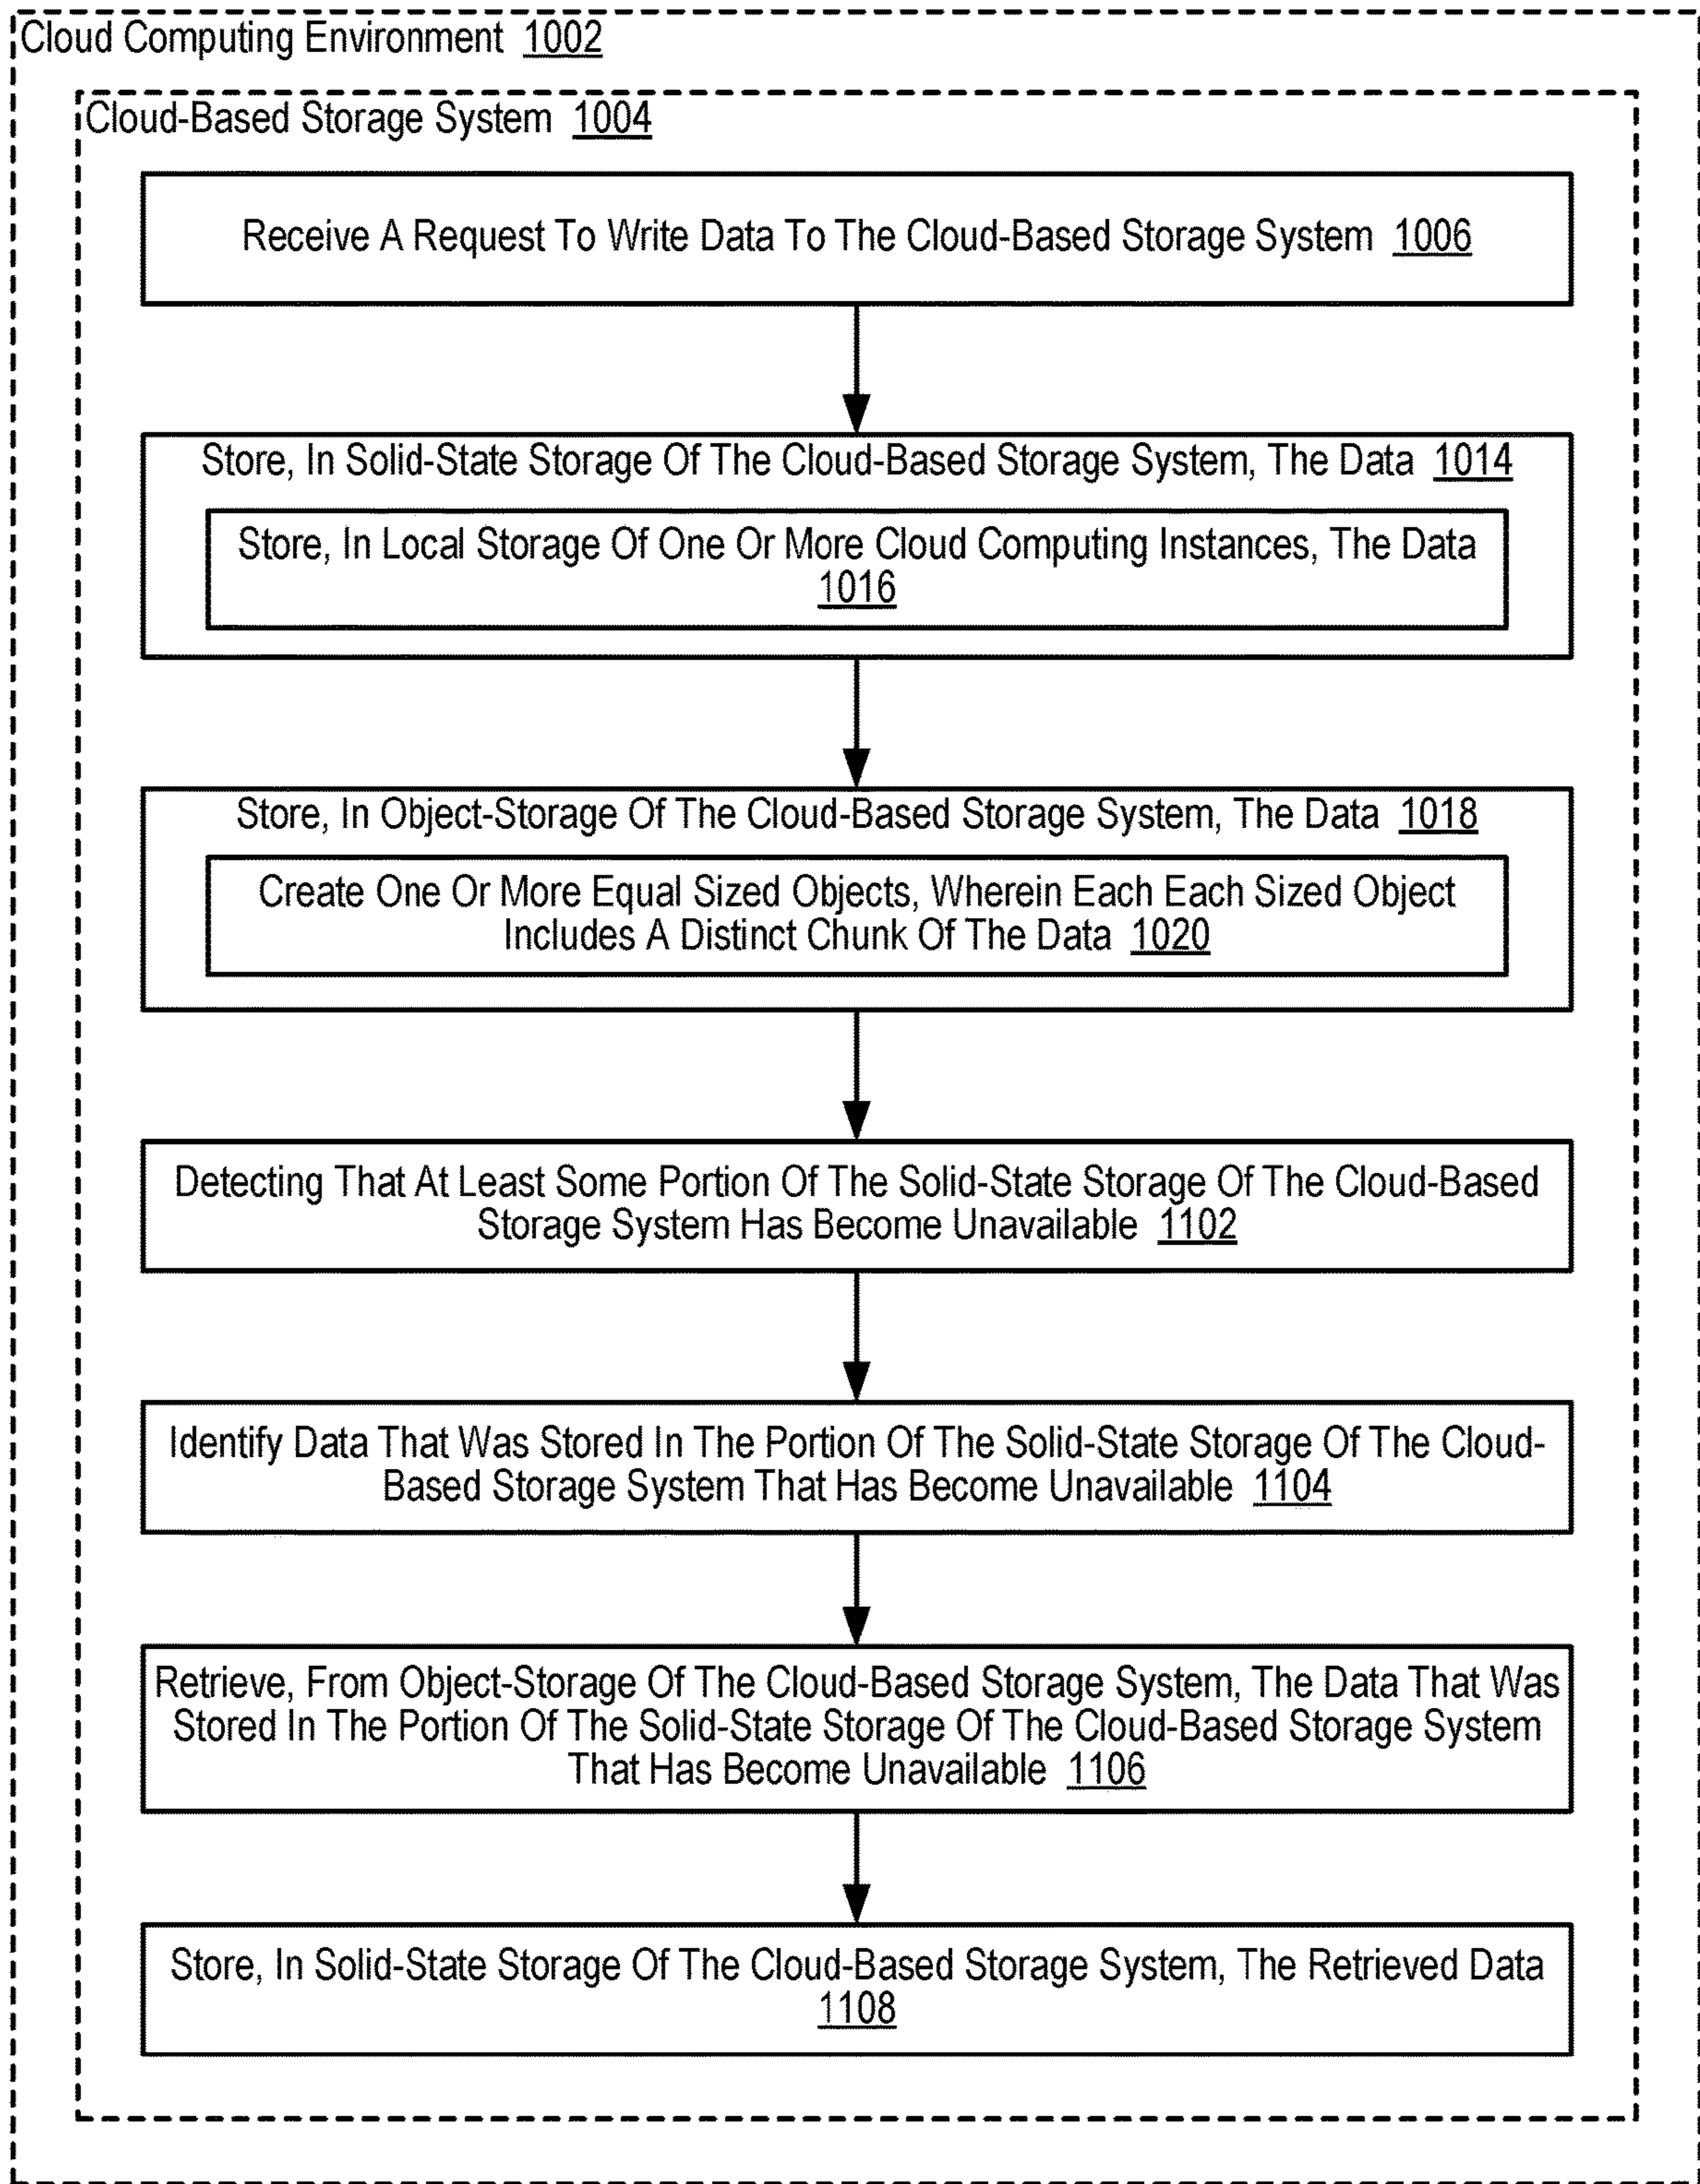 Cloud Computing Environment 1002
Cloud-Based Storage System 1004
Receive A Request To Write Data To The Cloud-Based Storage System 1006
Store, In Solid-State Storage Of The Cloud-Based Storage System, The Data 1014
Store, In Local Storage Of One Or More Cloud Computing Instances, The Data
1016
Store, In Object-Storage Of The Cloud-Based Storage System, The Data 1018
Create One Or More Equal Sized Objects, Wherein Each Each Sized Object
Includes A Distinct Chunk Of The Data 1020
Detecting That At Least Some Portion Of The Solid-State Storage Of The Cloud-Based
Storage System Has Become Unavailable 1102
Identify Data That Was Stored In The Portion Of The Solid-State Storage Of The Cloud-
Based Storage System That Has Become Unavailable 1104
Retrieve, From Object-Storage Of The Cloud-Based Storage System, The Data That Was
Stored In The Portion Of The Solid-State Storage Of The Cloud-Based Storage System
That Has Become Unavailable 1106
Store, In Solid-State Storage Of The Cloud-Based Storage System, The Retrieved Data
1108